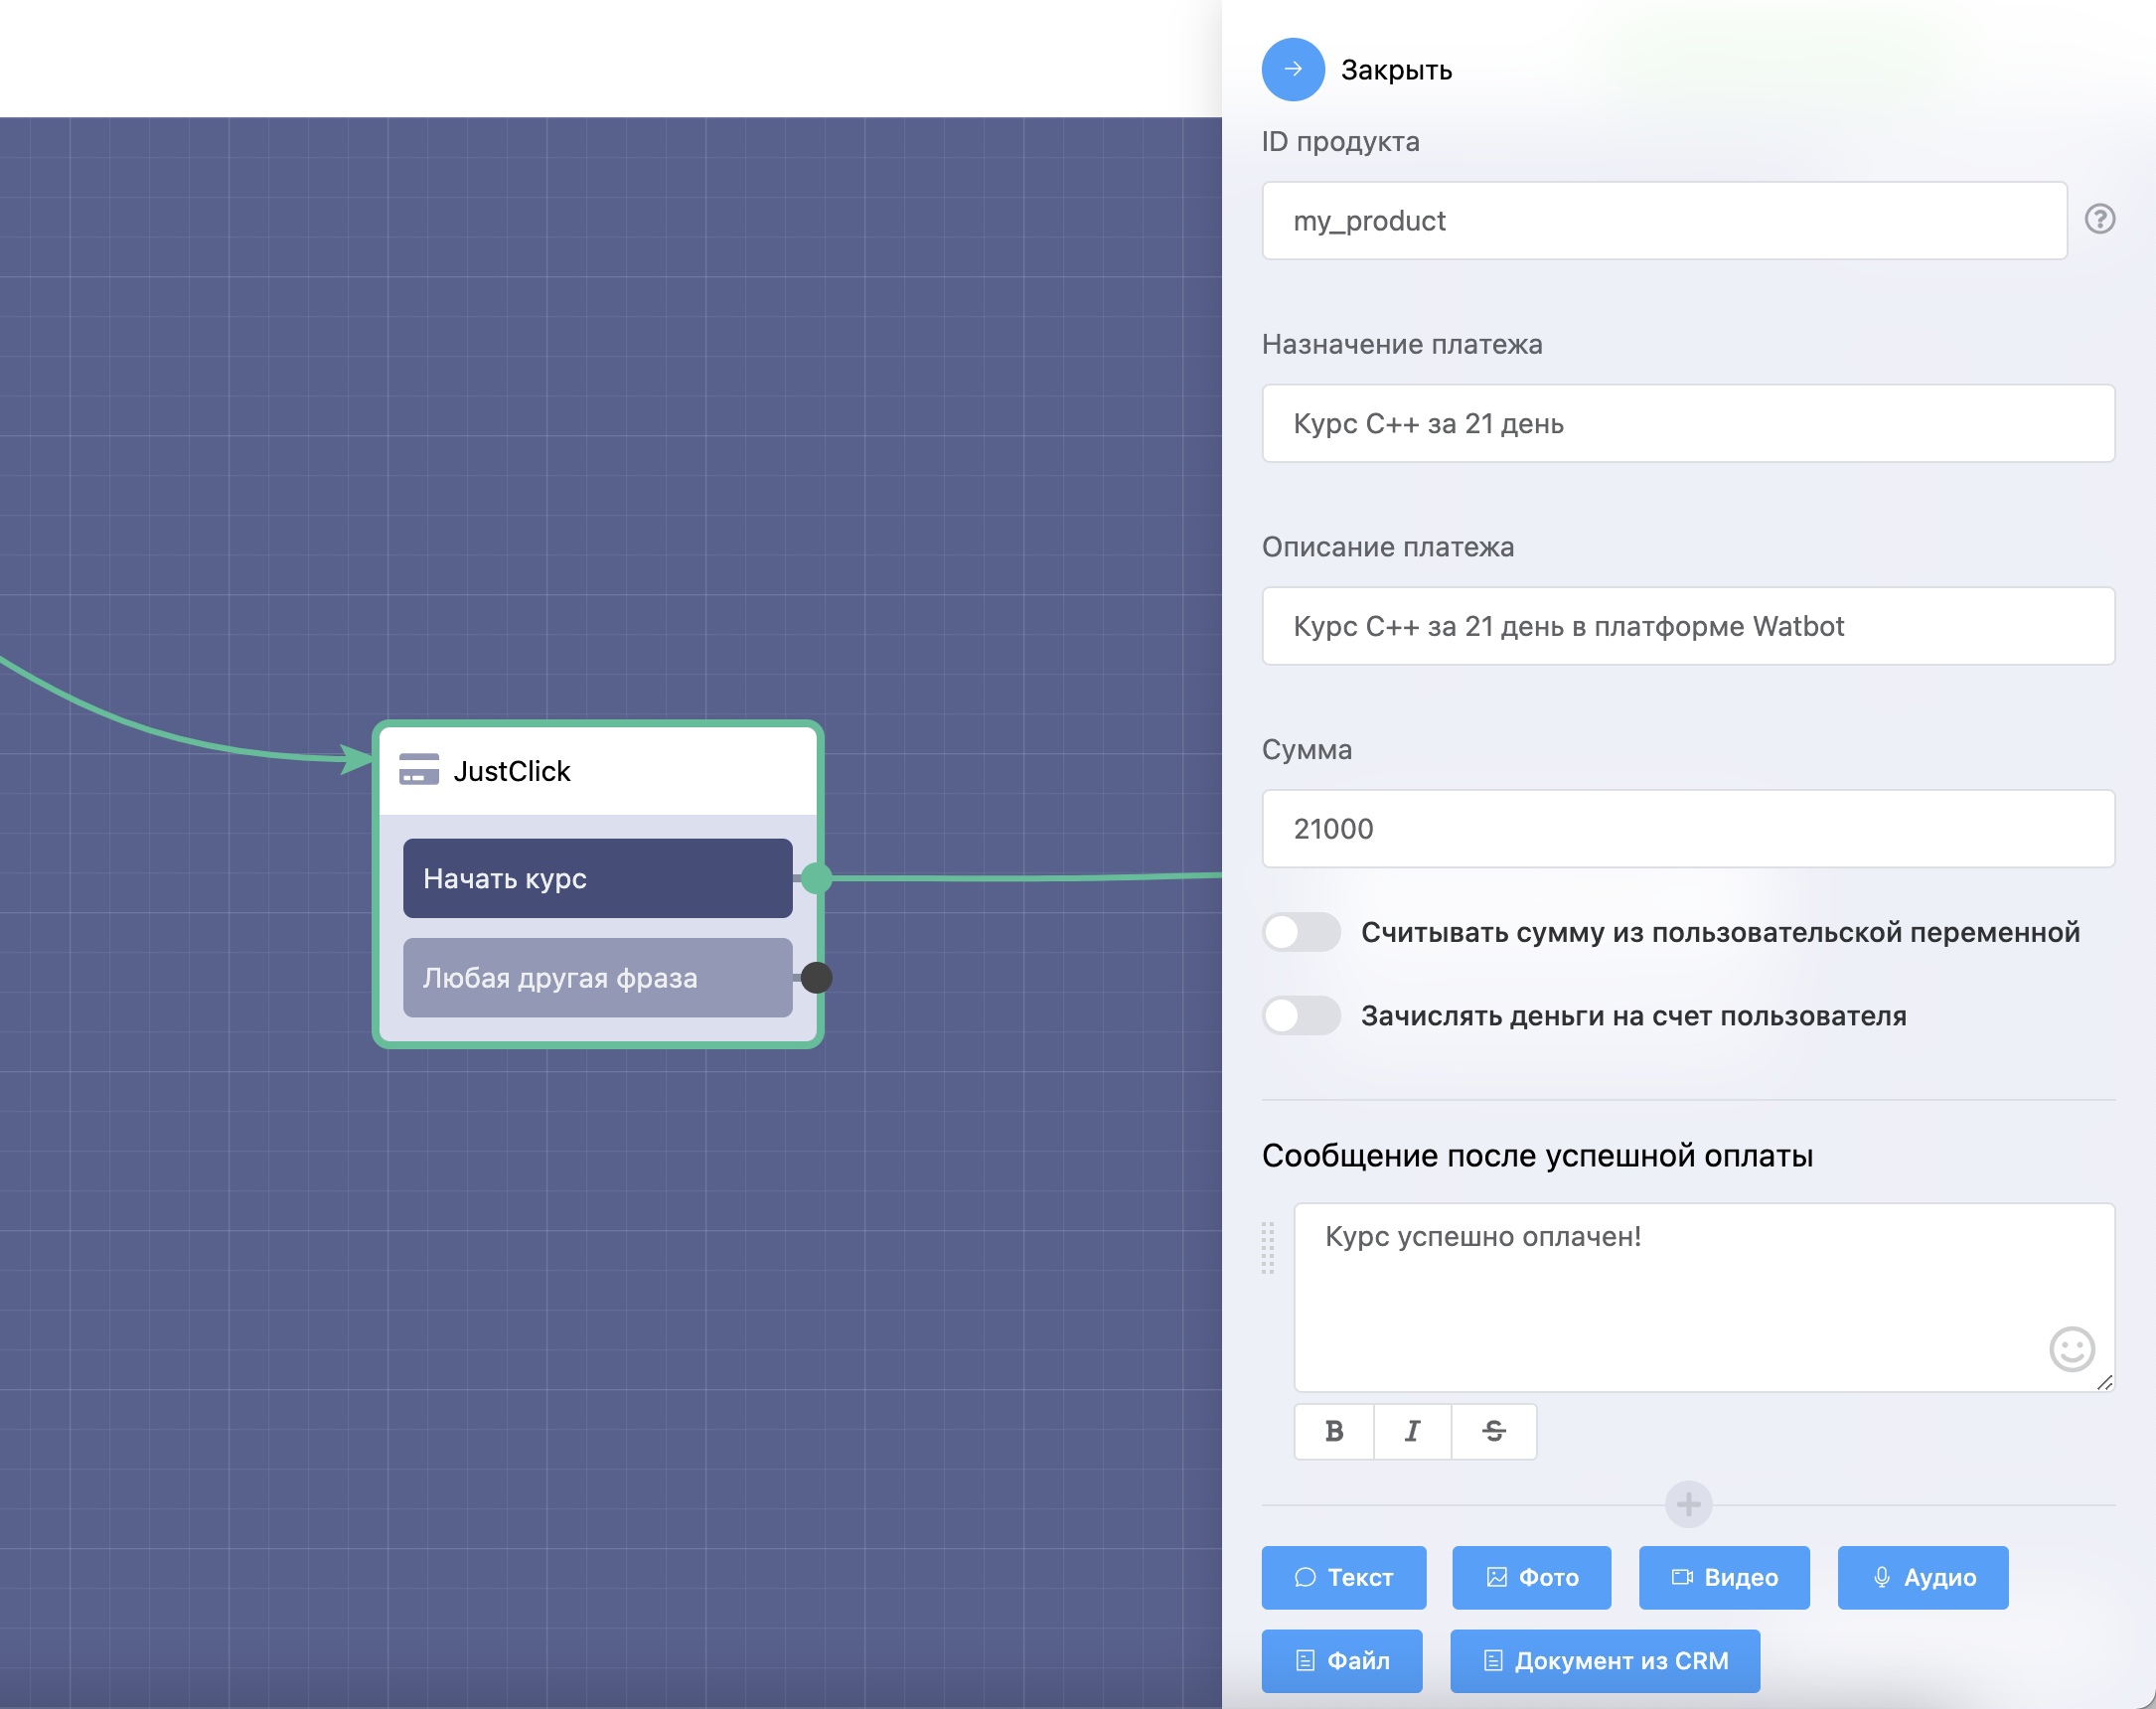 JustClick
Начать курс
Любая другая фраза
Закрыть
ID продукта
my_product
Назначение платежа
Курс C++ за 21 день
Описание платежа
Курс C++ за 21 день в платформе Watbot
Сумма
21000
Считывать сумму из пользовательской переменной
Зачислять деньги на счет пользователя
Сообщение после успешной оплаты
Курс успешно оплачен!
B I S
Текст Фото Видео Аудио
Файл Документ из CRM